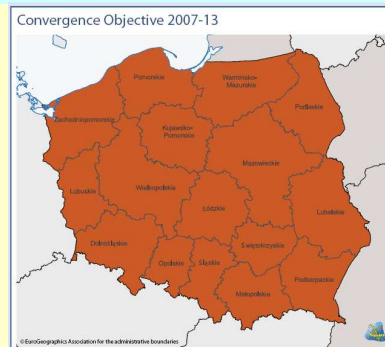 Convergence Objective 2007-13
Pomorskie
Warmińsko-
Mazurskie
Podlaskie
Zachodniopomorskie
Kujawsko-
Pomorskie
Mazowieckie
Lubuskie
Wielkopolskie
Łódzkie
Lubelskie
Dolnośląskie
Opolskie
Śląskie
Świętokrzyskie
Małopolskie
Podkarpackie
© EuroGeographics Association for the administrative boundaries